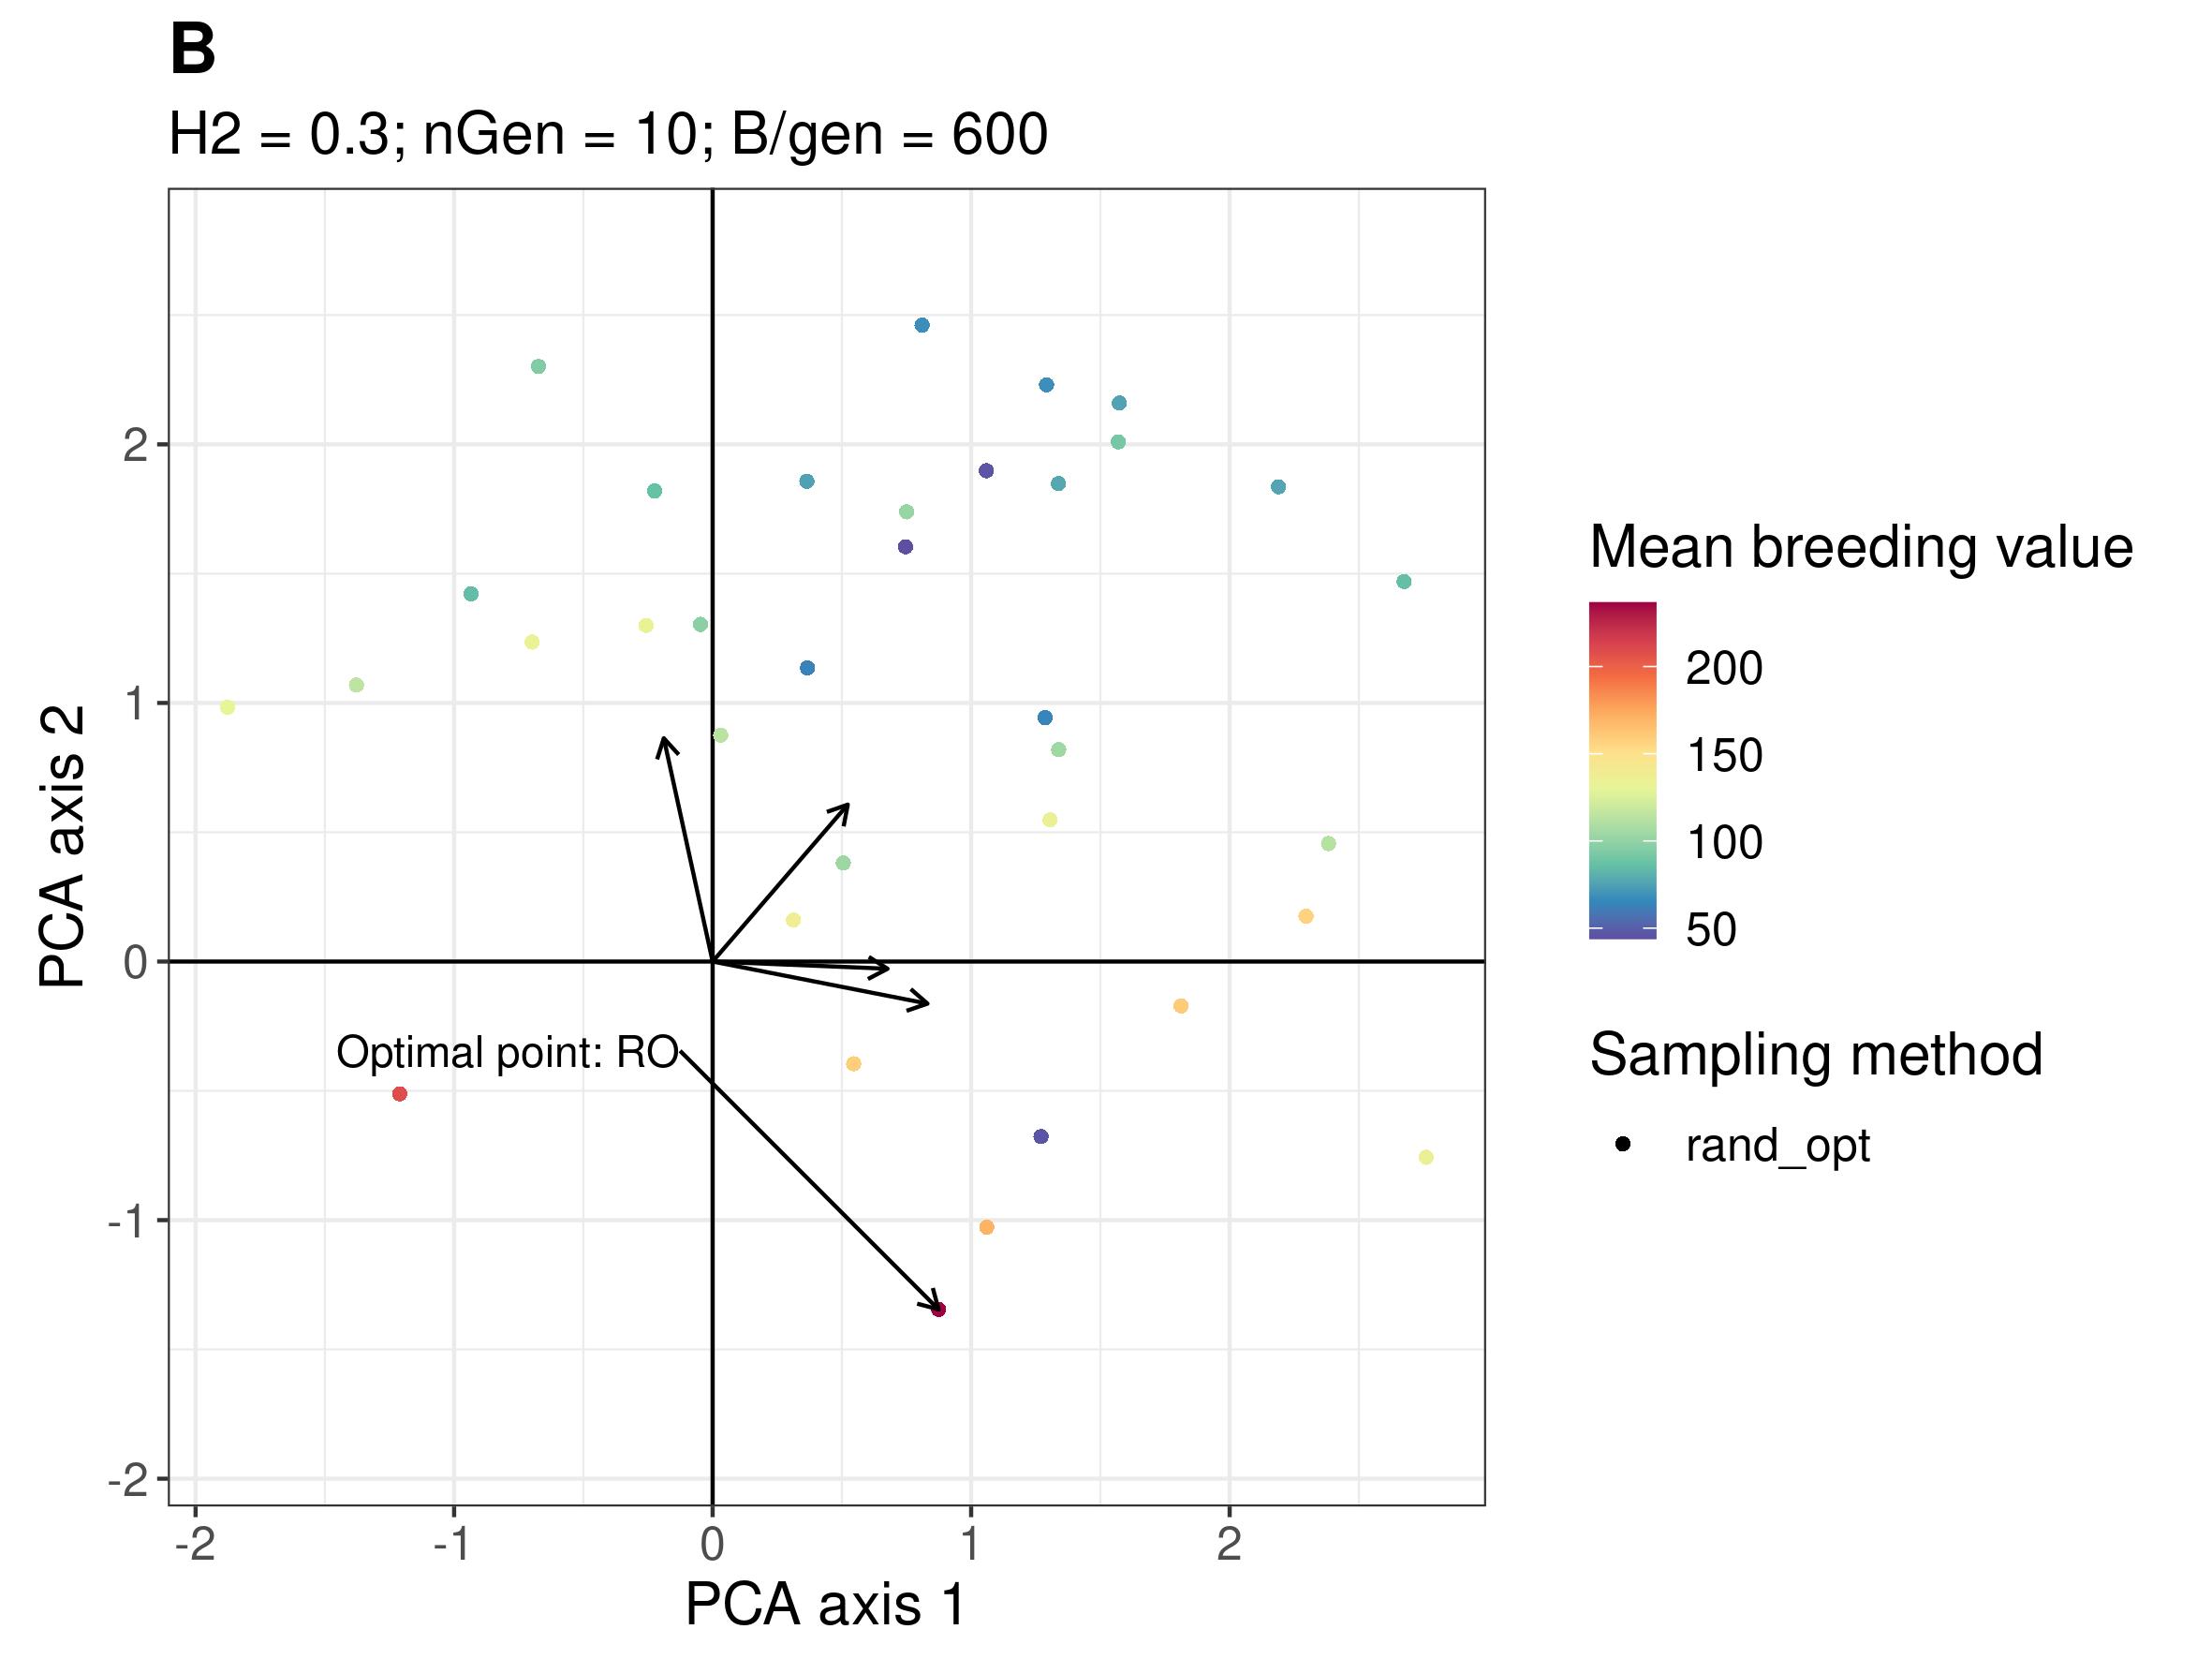 B
H2 = 0.3; nGen = 10; B/gen = 600
PCA axis 2
2
1
0
-1
-2
Optimal point: RO
-2
-1
0
1
2
PCA axis 1
Mean breeding value
200
150
100
50
Sampling method
rand_opt